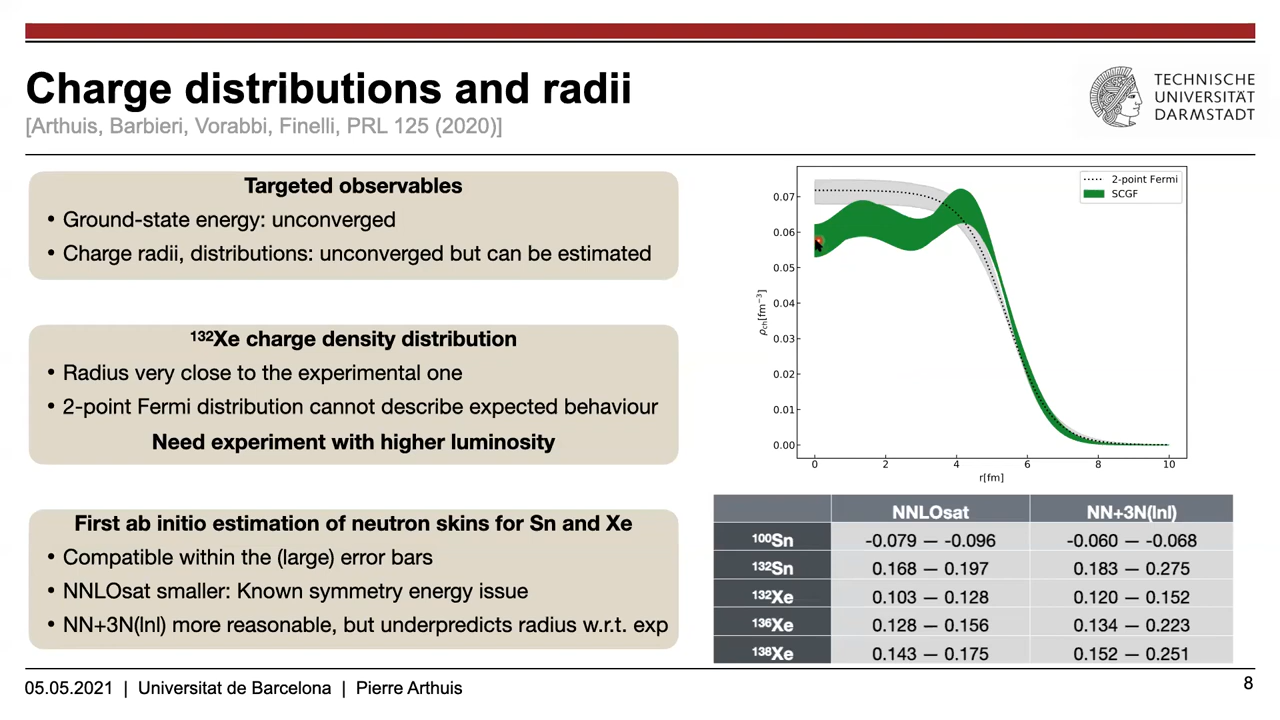 Charge distributions and radii
[Arthuis, Barbieri, Vorabbi, Finelli, PRL 125 (2020)]
TECHNISCHE
UNIVERSITÄT
DARMSTADT
Targeted observables
• Ground-state energy: unconverged
• Charge radii, distributions: unconverged but can be estimated
¹³²Xe charge density distribution
• Radius very close to the experimental one
• 2-point Fermi distribution cannot describe expected behaviour
Need experiment with higher luminosity
First ab initio estimation of neutron skins for Sn and Xe
• Compatible within the (large) error bars
• NNLOsat smaller: Known symmetry energy issue
• NN+3N(lnl) more reasonable, but underpredicts radius w.r.t. exp
2-point Fermi
SCGF
0.07
0.06
0.05
0.04
0.03
0.02
0.01
0.00
ρch[fm⁻³]
0 2 4 6 8 10
r[fm]
NNLOsat NN+3N(lnl)
¹⁰⁰Sn -0.079 — -0.096 -0.060 — -0.068
¹³²Sn 0.168 — 0.197 0.183 — 0.275
¹³²Xe 0.103 — 0.128 0.120 — 0.152
¹³⁶Xe 0.128 — 0.156 0.134 — 0.223
¹³⁸Xe 0.143 — 0.175 0.152 — 0.251
05.05.2021 | Universitat de Barcelona | Pierre Arthuis
8